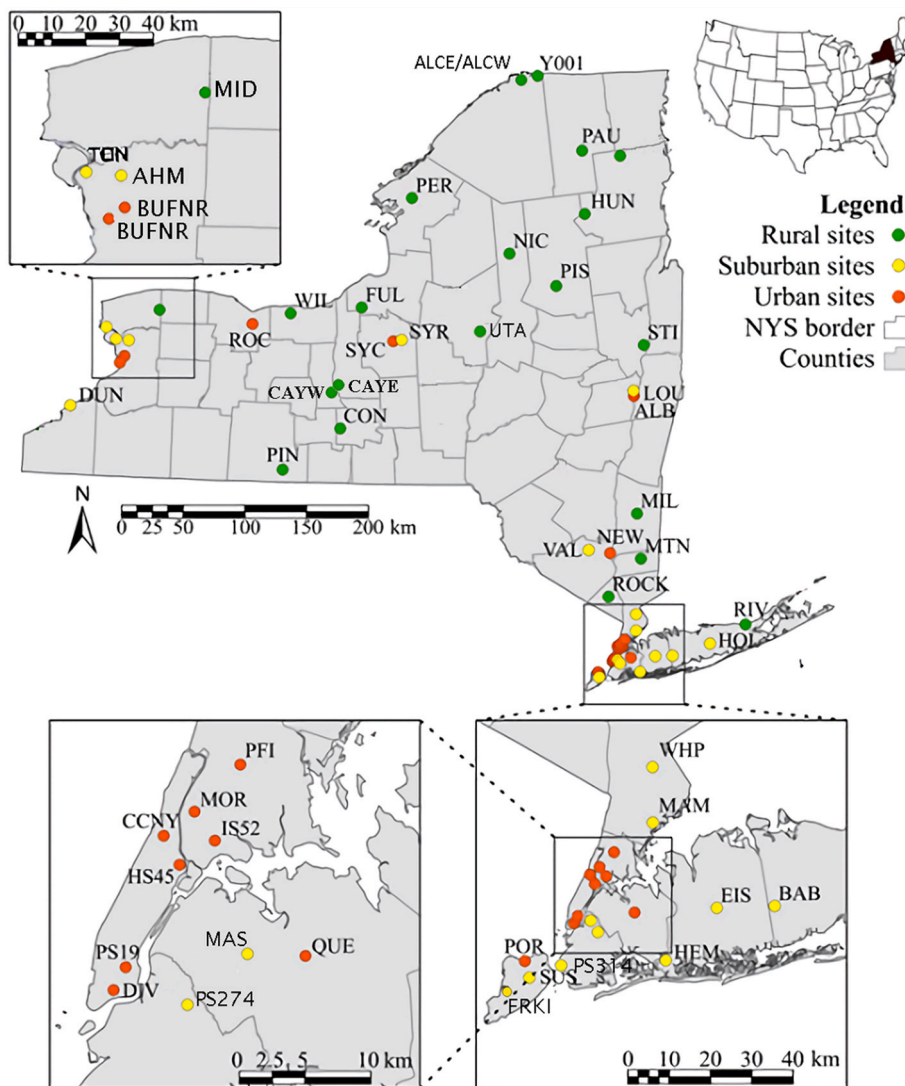 0 10 20 30 40 km
MID
AHM
BUFNR
BUFNR
ALCE/ALCW
Y001
PAU
PER
HUN
NIC
PIS
Legend
Rural sites
Suburban sites
Urban sites
NYS border
Counties
WIL
FUL
ROC
SYC
SYR
UTA
STI
DUN
CAYW
CAYE
LOU
ALB
CON
PIN
N
0 25 50 100 150 200 km
MIL
VAL
NEW
MTN
ROCK
RIV
HOL
PFI
MOR
CCNY
IS52
HS45
MAS
QUE
PS19
DIV
PS274
0 2.5 5 10 km
WHP
MAM
EIS
BAB
POR
SUS
PS314
HEM
FRKI
0 10 20 30 40 km